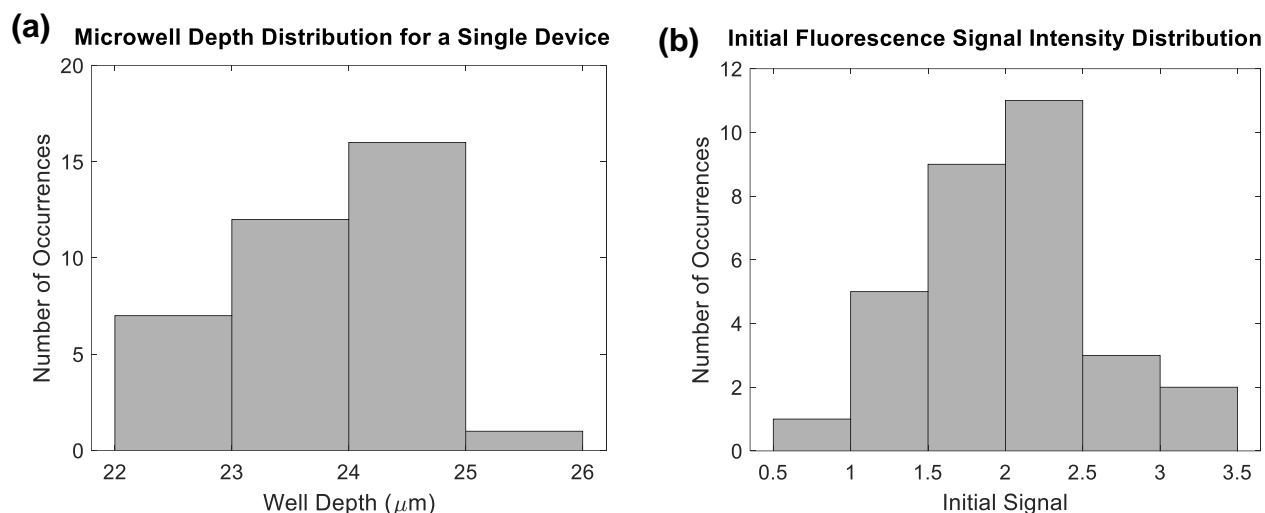 (a)
Microwell Depth Distribution for a Single Device
20
15
10
5
0
Number of Occurrences
22 23 24 25 26
Well Depth (μm)
(b)
Initial Fluorescence Signal Intensity Distribution
12
10
8
6
4
2
0
Number of Occurrences
0.5 1 1.5 2 2.5 3 3.5
Initial Signal